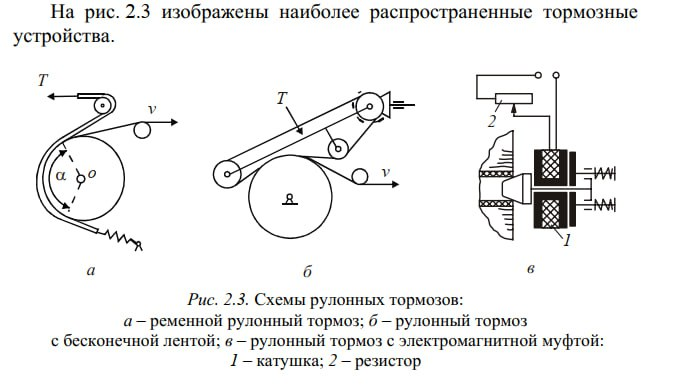 На рис. 2.3 изображены наиболее распространенные тормозные
устройства.
T
v
α
o
T
v
2
1
а
б
в
Рис. 2.3. Схемы рулонных тормозов:
а – ременной рулонный тормоз; б – рулонный тормоз
с бесконечной лентой; в – рулонный тормоз с электромагнитной муфтой:
1 – катушка; 2 – резистор